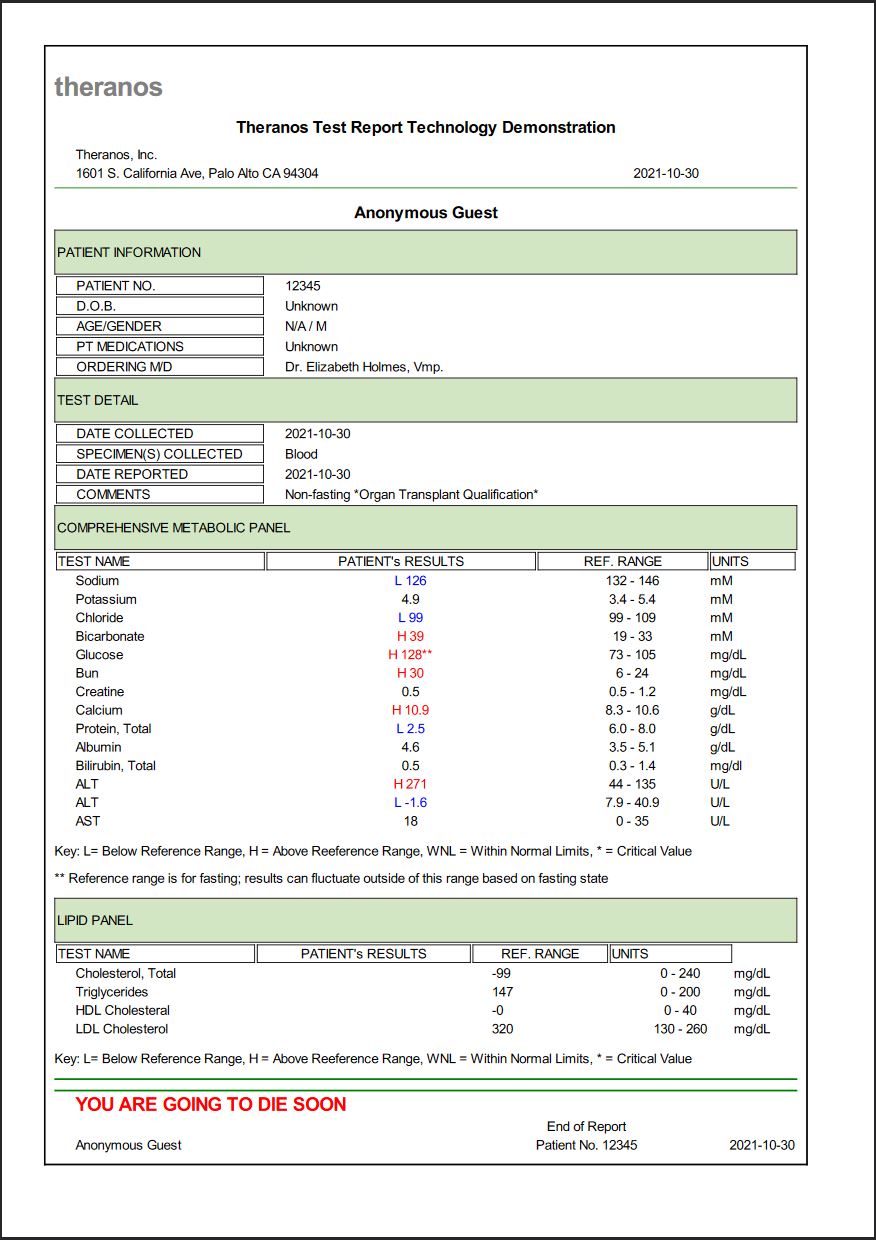 theranos
Theranos Test Report Technology Demonstration
Theranos, Inc.
1601 S. California Ave, Palo Alto CA 94304 2021-10-30
Anonymous Guest
PATIENT INFORMATION
PATIENT NO. 12345
D.O.B. Unknown
AGE/GENDER N/A / M
PT MEDICATIONS Unknown
ORDERING M/D Dr. Elizabeth Holmes, Vmp.
TEST DETAIL
DATE COLLECTED 2021-10-30
SPECIMEN(S) COLLECTED Blood
DATE REPORTED 2021-10-30
COMMENTS Non-fasting *Organ Transplant Qualification*
COMPREHENSIVE METABOLIC PANEL
TEST NAME PATIENT's RESULTS REF. RANGE UNITS
Sodium L 126 132 - 146 mM
Potassium 4.9 3.4 - 5.4 mM
Chloride L 99 99 - 109 mM
Bicarbonate H 39 19 - 33 mM
Glucose H 128** 73 - 105 mg/dL
Bun H 30 6 - 24 mg/dL
Creatine 0.5 0.5 - 1.2 mg/dL
Calcium H 10.9 8.3 - 10.6 g/dL
Protein, Total L 2.5 6.0 - 8.0 g/dL
Albumin 4.6 3.5 - 5.1 g/dL
Bilirubin, Total 0.5 0.3 - 1.4 mg/dl
ALT H 271 44 - 135 U/L
ALT L -1.6 7.9 - 40.9 U/L
AST 18 0 - 35 U/L
Key: L= Below Reference Range, H = Above Reeference Range, WNL = Within Normal Limits, * = Critical Value
** Reference range is for fasting; results can fluctuate outside of this range based on fasting state
LIPID PANEL
TEST NAME PATIENT's RESULTS REF. RANGE UNITS
Cholesterol, Total -99 0 - 240 mg/dL
Triglycerides 147 0 - 200 mg/dL
HDL Cholesteral -0 0 - 40 mg/dL
LDL Cholesterol 320 130 - 260 mg/dL
Key: L= Below Reference Range, H = Above Reeference Range, WNL = Within Normal Limits, * = Critical Value
YOU ARE GOING TO DIE SOON
End of Report
Anonymous Guest Patient No. 12345 2021-10-30